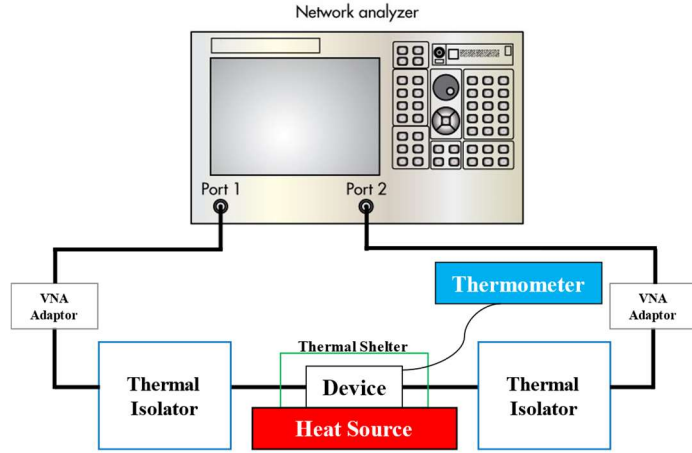 Network analyzer
Port 1
Port 2
Thermometer
VNA
Adaptor
VNA
Adaptor
Thermal Shelter
Thermal
Isolator
Device
Thermal
Isolator
Heat Source